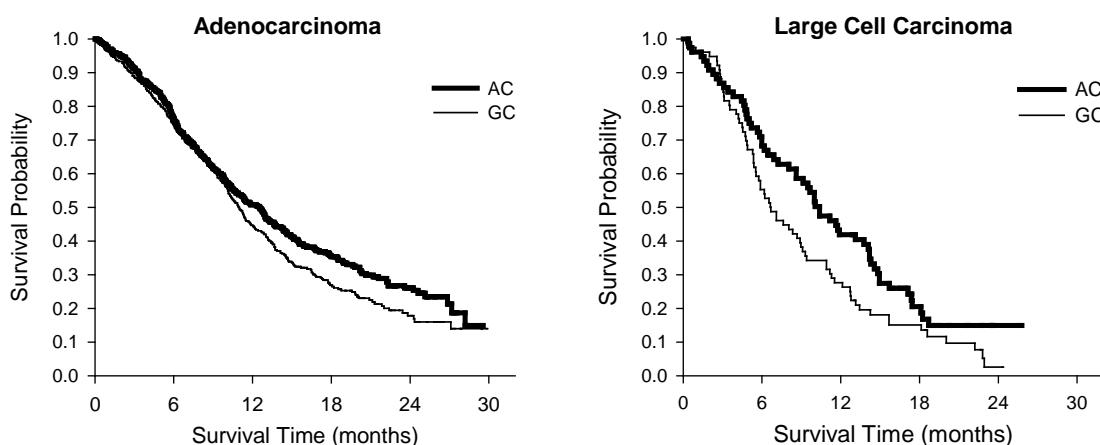 Adenocarcinoma
Survival Probability
1.0
0.9
0.8
0.7
0.6
0.5
0.4
0.3
0.2
0.1
0.0
AC
GC
0 6 12 18 24 30
Survival Time (months)
Large Cell Carcinoma
Survival Probability
1.0
0.9
0.8
0.7
0.6
0.5
0.4
0.3
0.2
0.1
0.0
AC
GC
0 6 12 18 24 30
Survival Time (months)